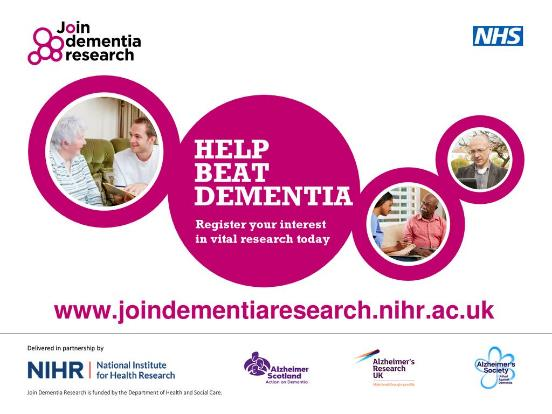 Join
dementia
research
NHS
HELP
BEAT
DEMENTIA
Register your interest
in vital research today
www.joindementiaresearch.nihr.ac.uk
Delivered in partnership by
NIHR | National Institute
for Health Research
Alzheimer
Scotland
Action on Dementia
Alzheimer's
Research
UK
Alzheimer's
Society
Join Dementia Research is funded by the Department of Health and Social Care.